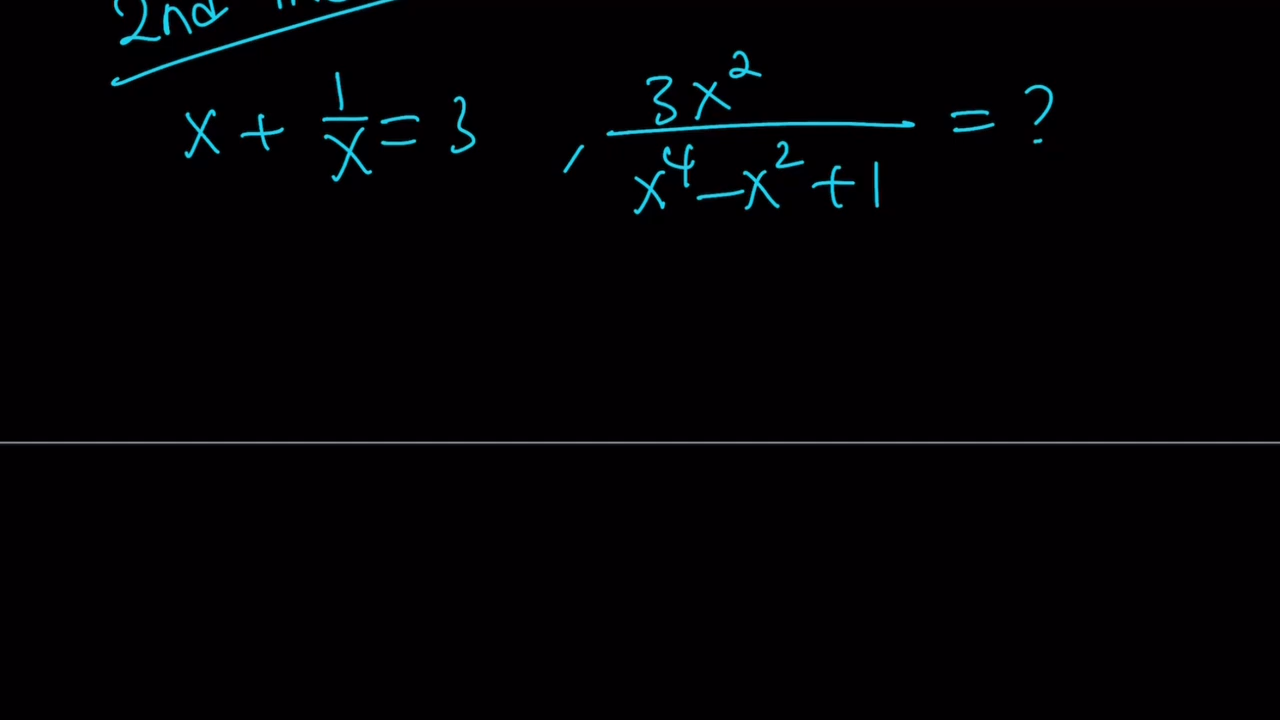 2nd
x + 1/x = 3 , 3x²/(x⁴ - x² + 1) = ?